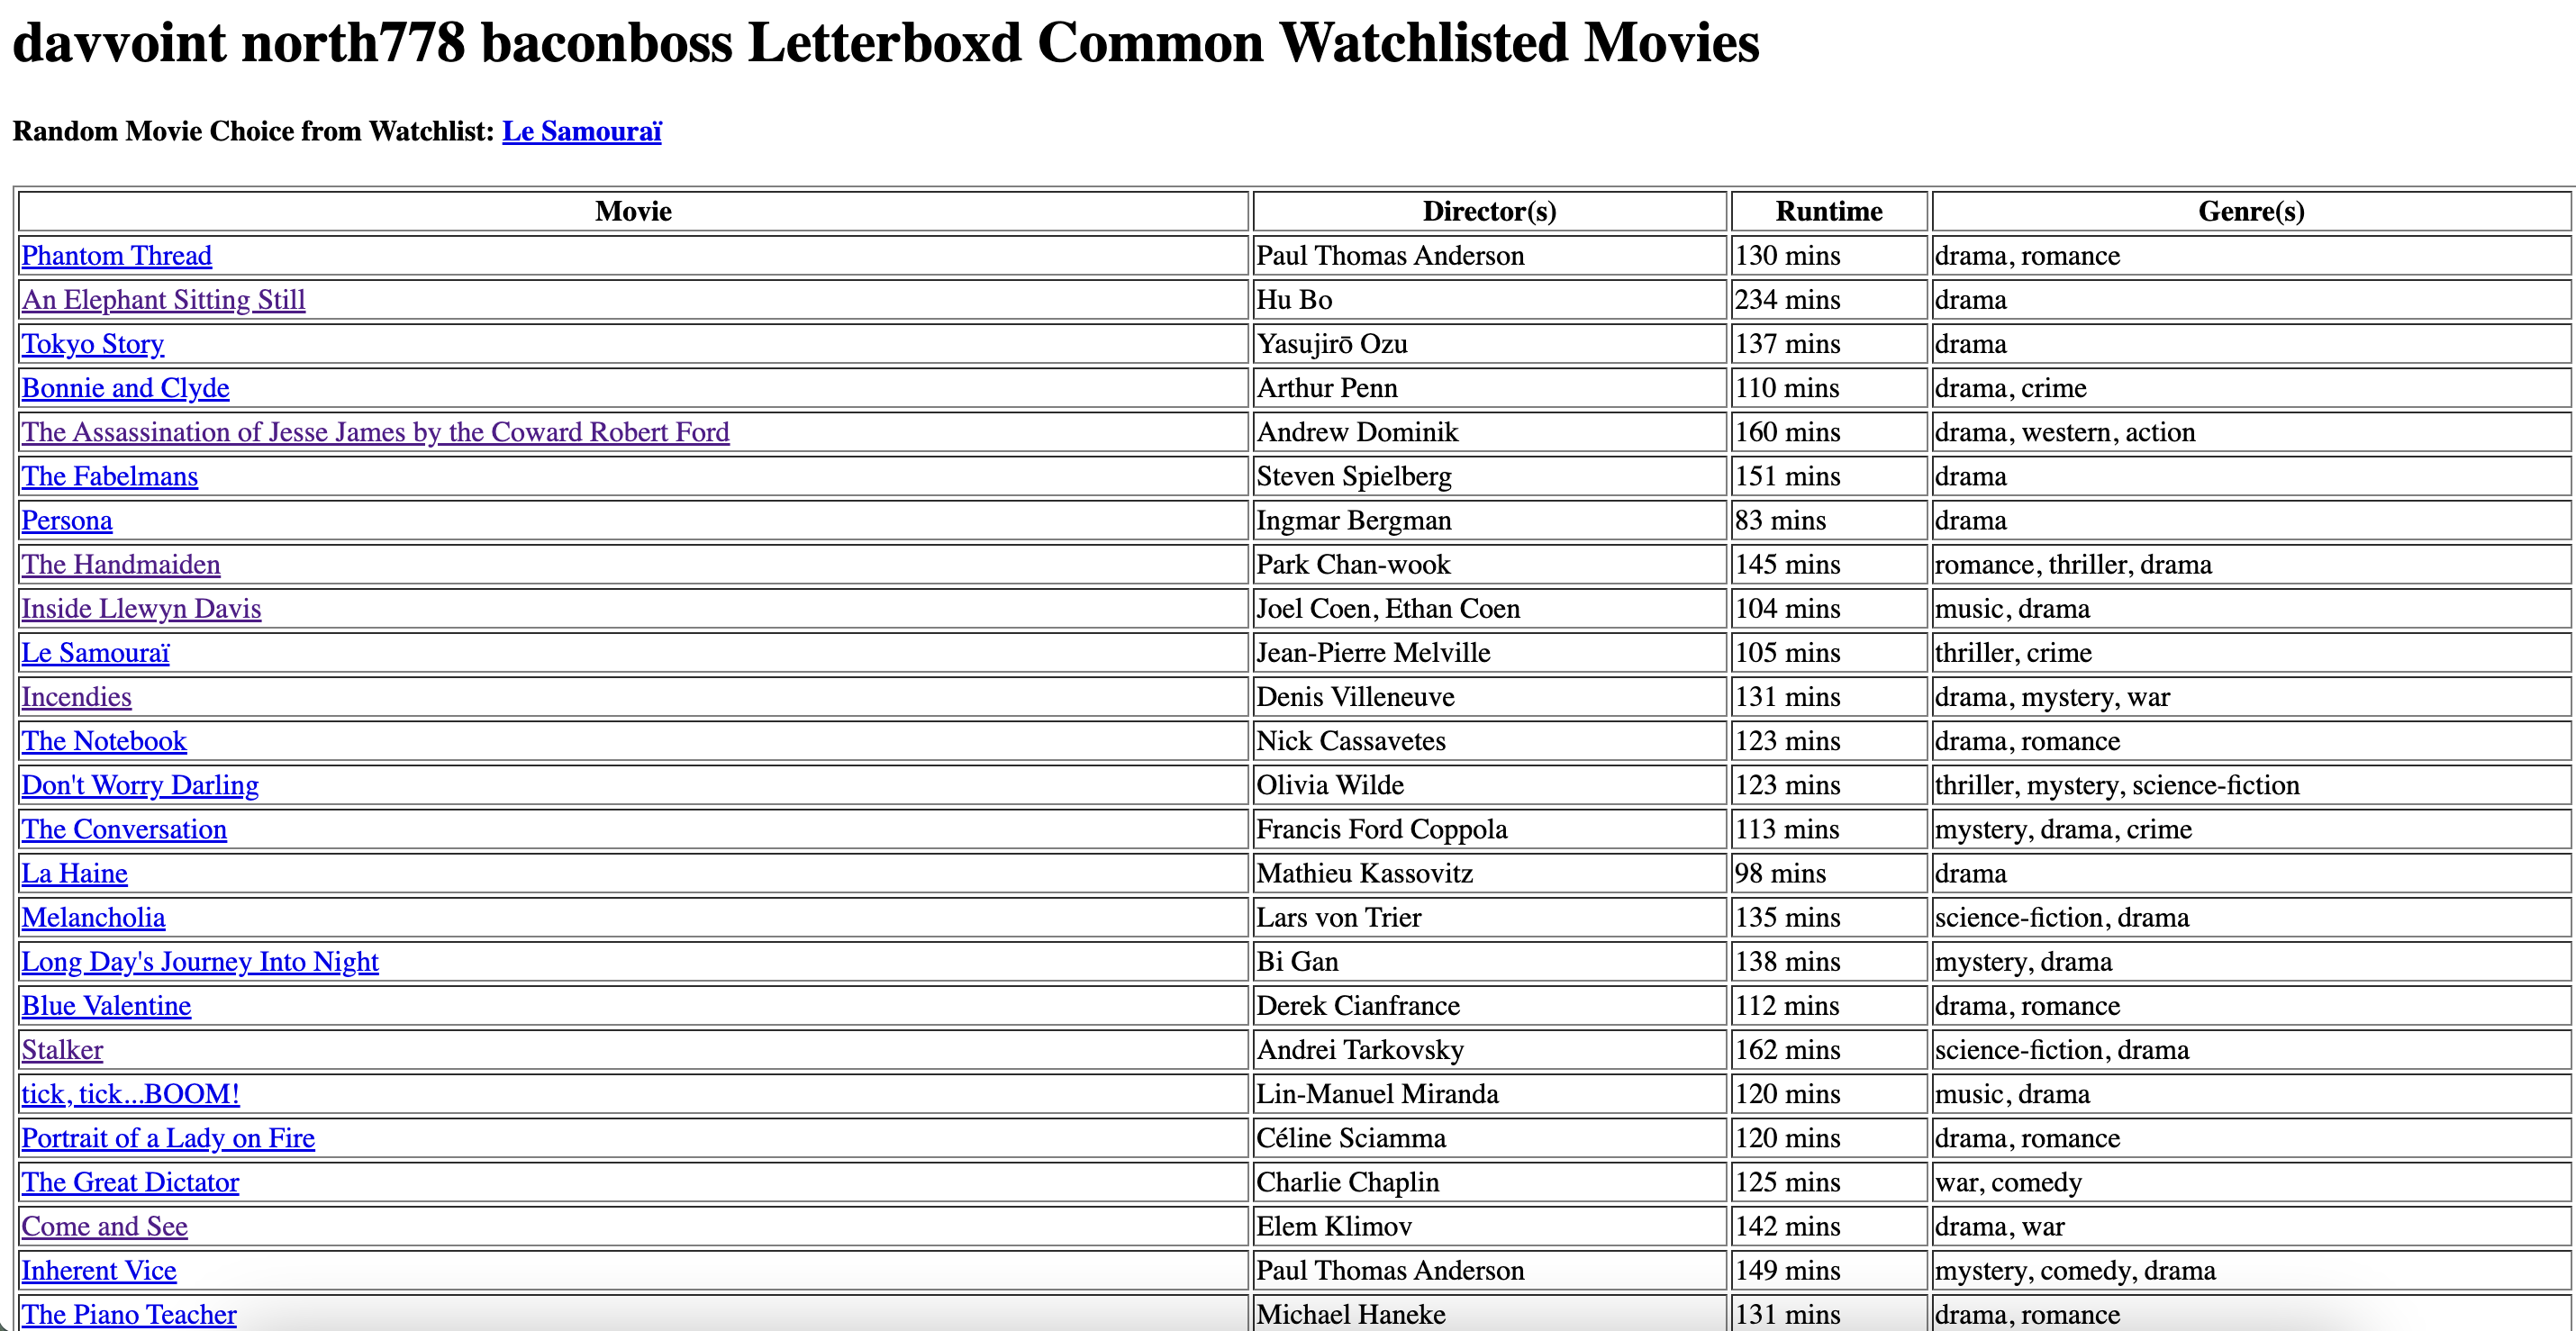 davvoint north778 baconboss Letterboxd Common Watchlisted Movies
Random Movie Choice from Watchlist: Le Samouraï
Movie Director(s) Runtime Genre(s)
Phantom Thread Paul Thomas Anderson 130 mins drama, romance
An Elephant Sitting Still Hu Bo 234 mins drama
Tokyo Story Yasujirō Ozu 137 mins drama
Bonnie and Clyde Arthur Penn 110 mins drama, crime
The Assassination of Jesse James by the Coward Robert Ford Andrew Dominik 160 mins drama, western, action
The Fabelmans Steven Spielberg 151 mins drama
Persona Ingmar Bergman 83 mins drama
The Handmaiden Park Chan-wook 145 mins romance, thriller, drama
Inside Llewyn Davis Joel Coen, Ethan Coen 104 mins music, drama
Le Samouraï Jean-Pierre Melville 105 mins thriller, crime
Incendies Denis Villeneuve 131 mins drama, mystery, war
The Notebook Nick Cassavetes 123 mins drama, romance
Don't Worry Darling Olivia Wilde 123 mins thriller, mystery, science-fiction
The Conversation Francis Ford Coppola 113 mins mystery, drama, crime
La Haine Mathieu Kassovitz 98 mins drama
Melancholia Lars von Trier 135 mins science-fiction, drama
Long Day's Journey Into Night Bi Gan 138 mins mystery, drama
Blue Valentine Derek Cianfrance 112 mins drama, romance
Stalker Andrei Tarkovsky 162 mins science-fiction, drama
tick, tick...BOOM! Lin-Manuel Miranda 120 mins music, drama
Portrait of a Lady on Fire Céline Sciamma 120 mins drama, romance
The Great Dictator Charlie Chaplin 125 mins war, comedy
Come and See Elem Klimov 142 mins drama, war
Inherent Vice Paul Thomas Anderson 149 mins mystery, comedy, drama
The Piano Teacher Michael Haneke 131 mins drama, romance